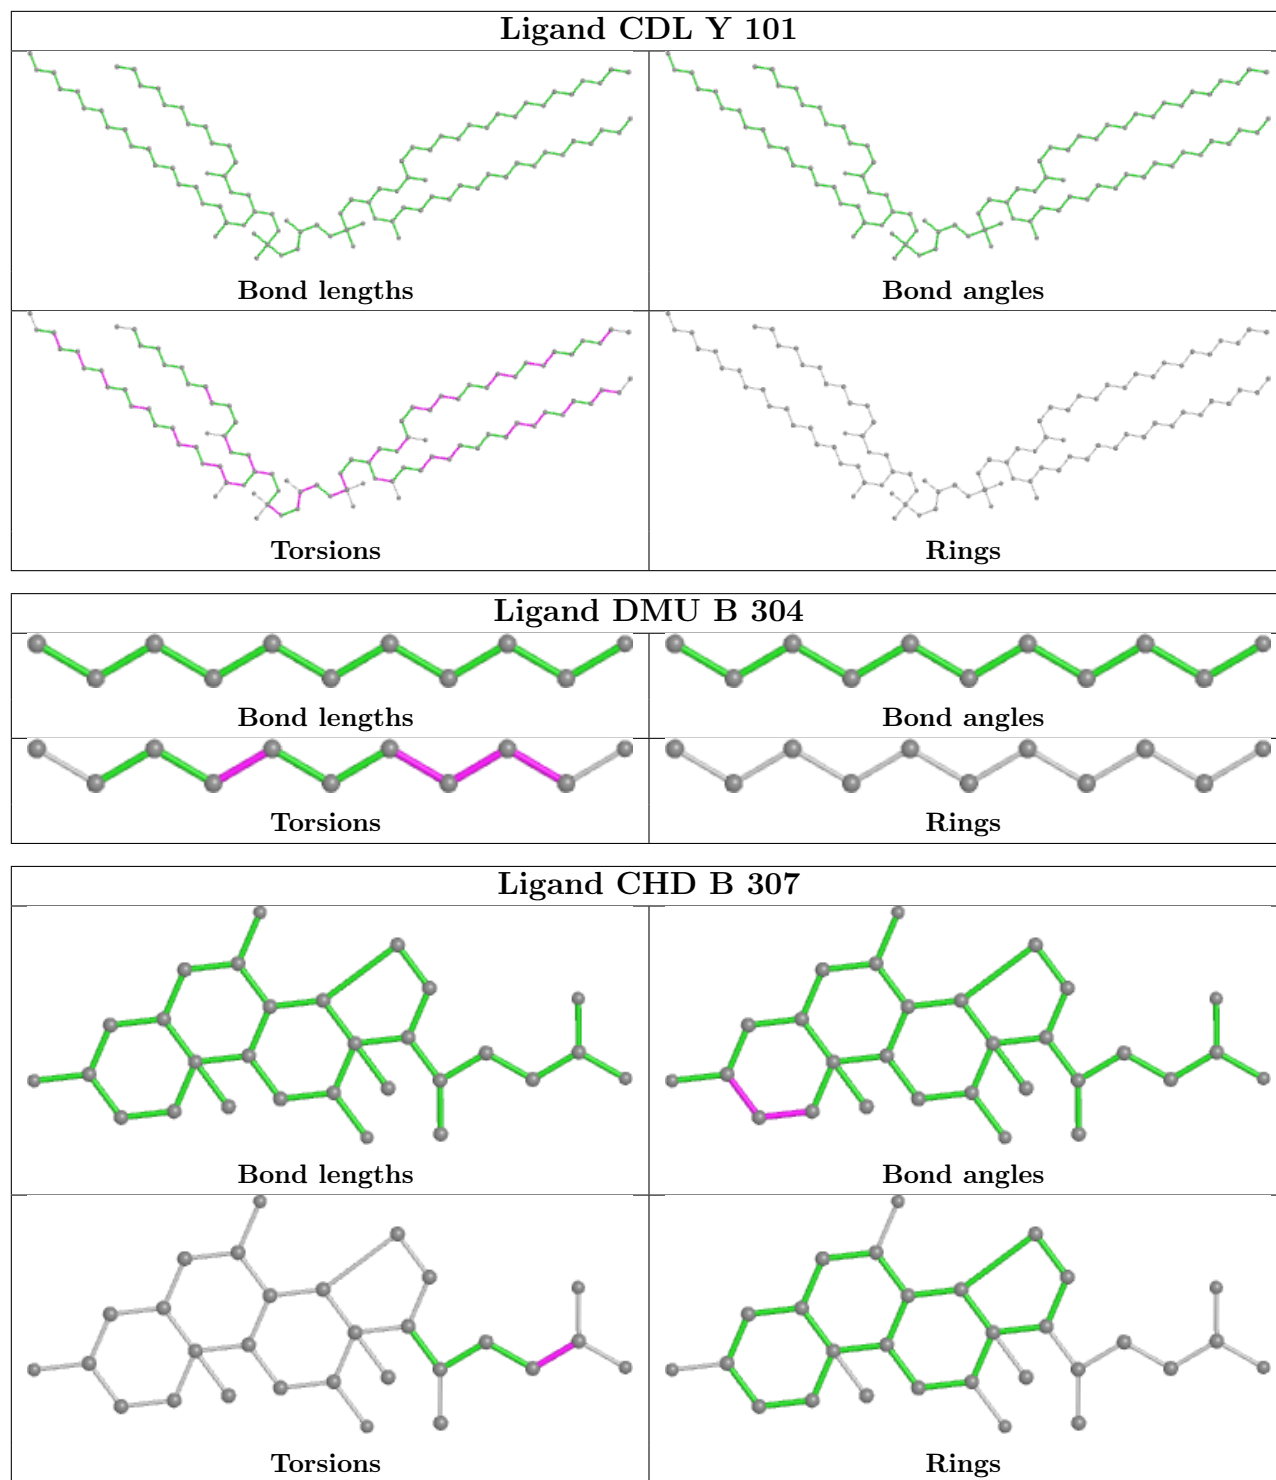 Ligand CDL Y 101
Bond lengths
Bond angles
Torsions
Rings
Ligand DMU B 304
Bond lengths
Bond angles
Torsions
Rings
Ligand CHD B 307
Bond lengths
Bond angles
Torsions
Rings